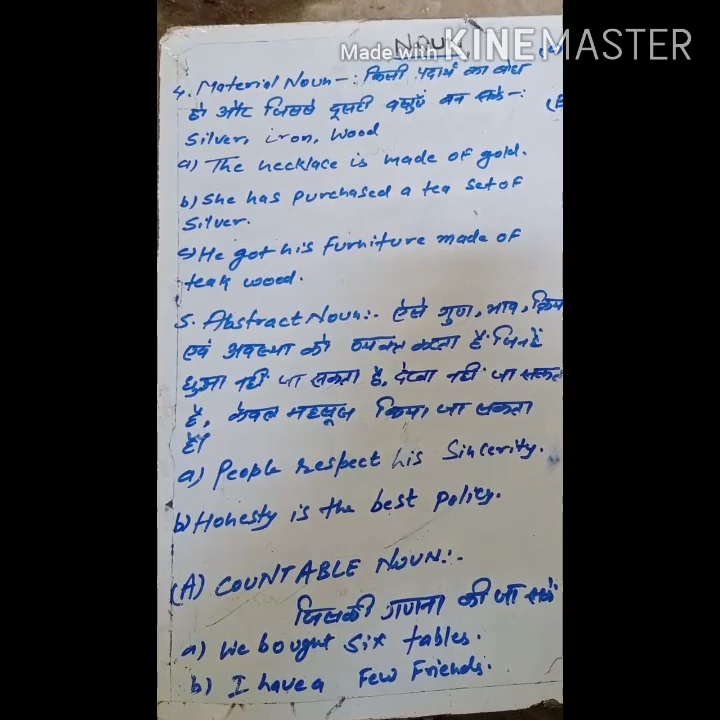 NOUN
Made with KINEMASTER
4. Material Noun-: किसी पदार्थ का बोध
हो और जिससे दूसरी वस्तुएँ बन सके-:
Silver, iron, Wood
a) The necklace is made of gold.
b) She has purchased a tea set of
Silver.
c) He got his furniture made of
teak wood.
5. Abstract Noun:- ऐसे गुण, भाव, क्रिया
एवं अवस्था को व्यक्त करता है जिन्हें
छुआ नहीं जा सकता है, देखा नहीं जा सकता
है, केवल महसूस किया जा सकता
है।
a) People respect his Sincerity.
b) Honesty is the best policy.
(A) COUNTABLE NOUN:-
जिसकी गणना की जा सकें
a) We bought Six tables.
b) I have a Few Friends.